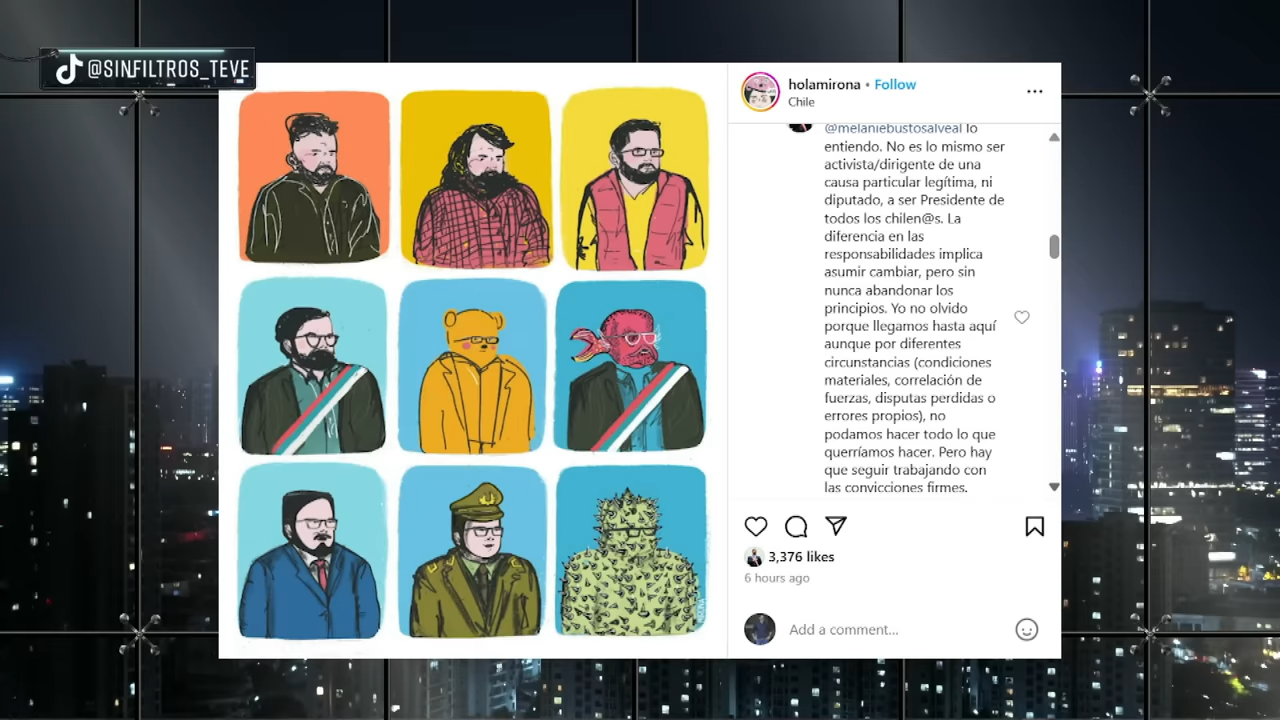 @SINFILTROS_TEVE
holamirona • Follow
Chile
@melaniebustosalveal lo
entiendo. No es lo mismo ser
activista/dirigente de una
causa particular legítima, ni
diputado, a ser Presidente de
todos los chilen@s. La
diferencia en las
responsabilidades implica
asumir cambiar, pero sin
nunca abandonar los
principios. Yo no olvido
porque llegamos hasta aquí
aunque por diferentes
circunstancias (condiciones
materiales, correlación de
fuerzas, disputas perdidas o
errores propios), no
podamos hacer todo lo que
querríamos hacer. Pero hay
que seguir trabajando con
las convicciones firmes.
3,376 likes
6 hours ago
Add a comment...